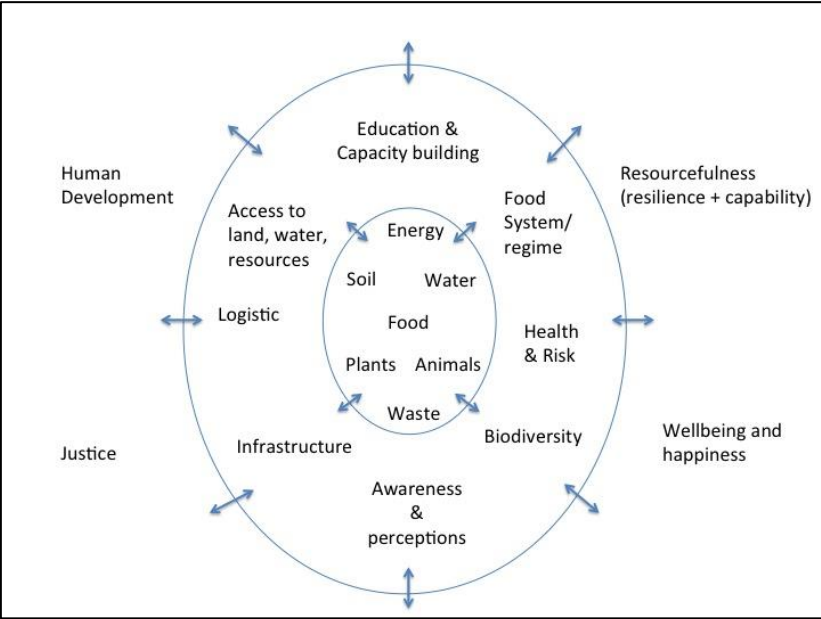 Education &
Capacity building
Human
Development
Resourcefulness
(resilience + capability)
Access to
land, water,
resources
Food
System/
regime
Energy
Soil
Water
Logistic
Food
Health
& Risk
Plants
Animals
Waste
Infrastructure
Biodiversity
Justice
Wellbeing and
happiness
Awareness
&
perceptions